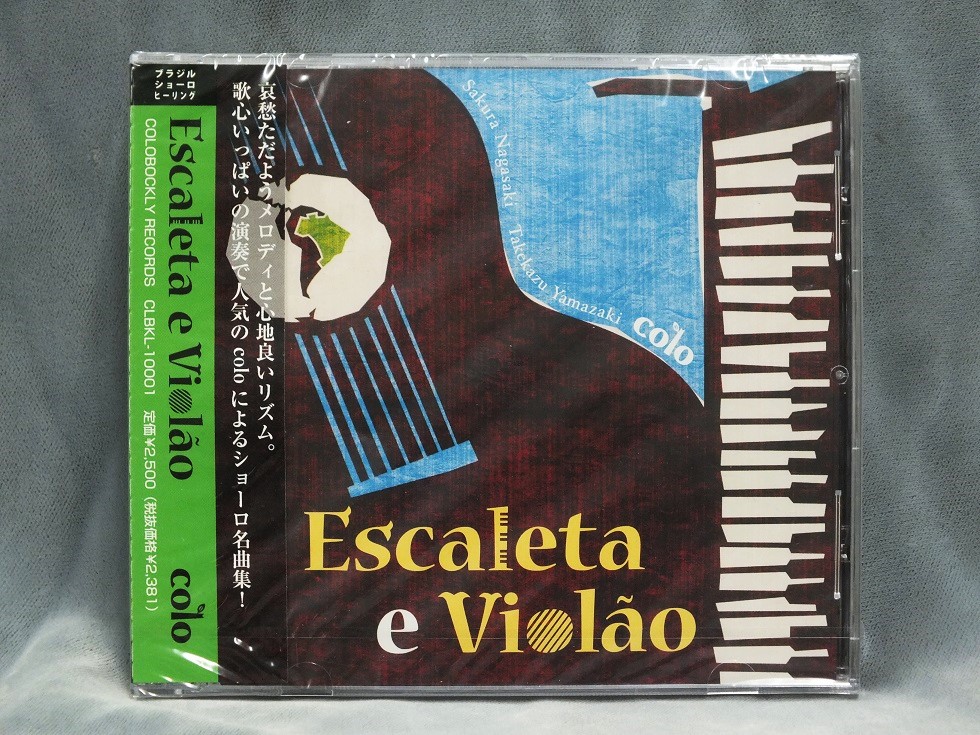 ブラジル
ショーロ
ヒーリング
Escaleta e Violão colo
COLOBOCKLY RECORDS CLBKL-10001 定価¥2,500（税抜価格¥2,381）
哀愁ただようメロディと心地良いリズム。
歌心いっぱいの演奏で人気の colo によるショーロ名曲集！
Sakura Nagasaki Takekazu Yamazaki
colo
Escaleta
e Violão